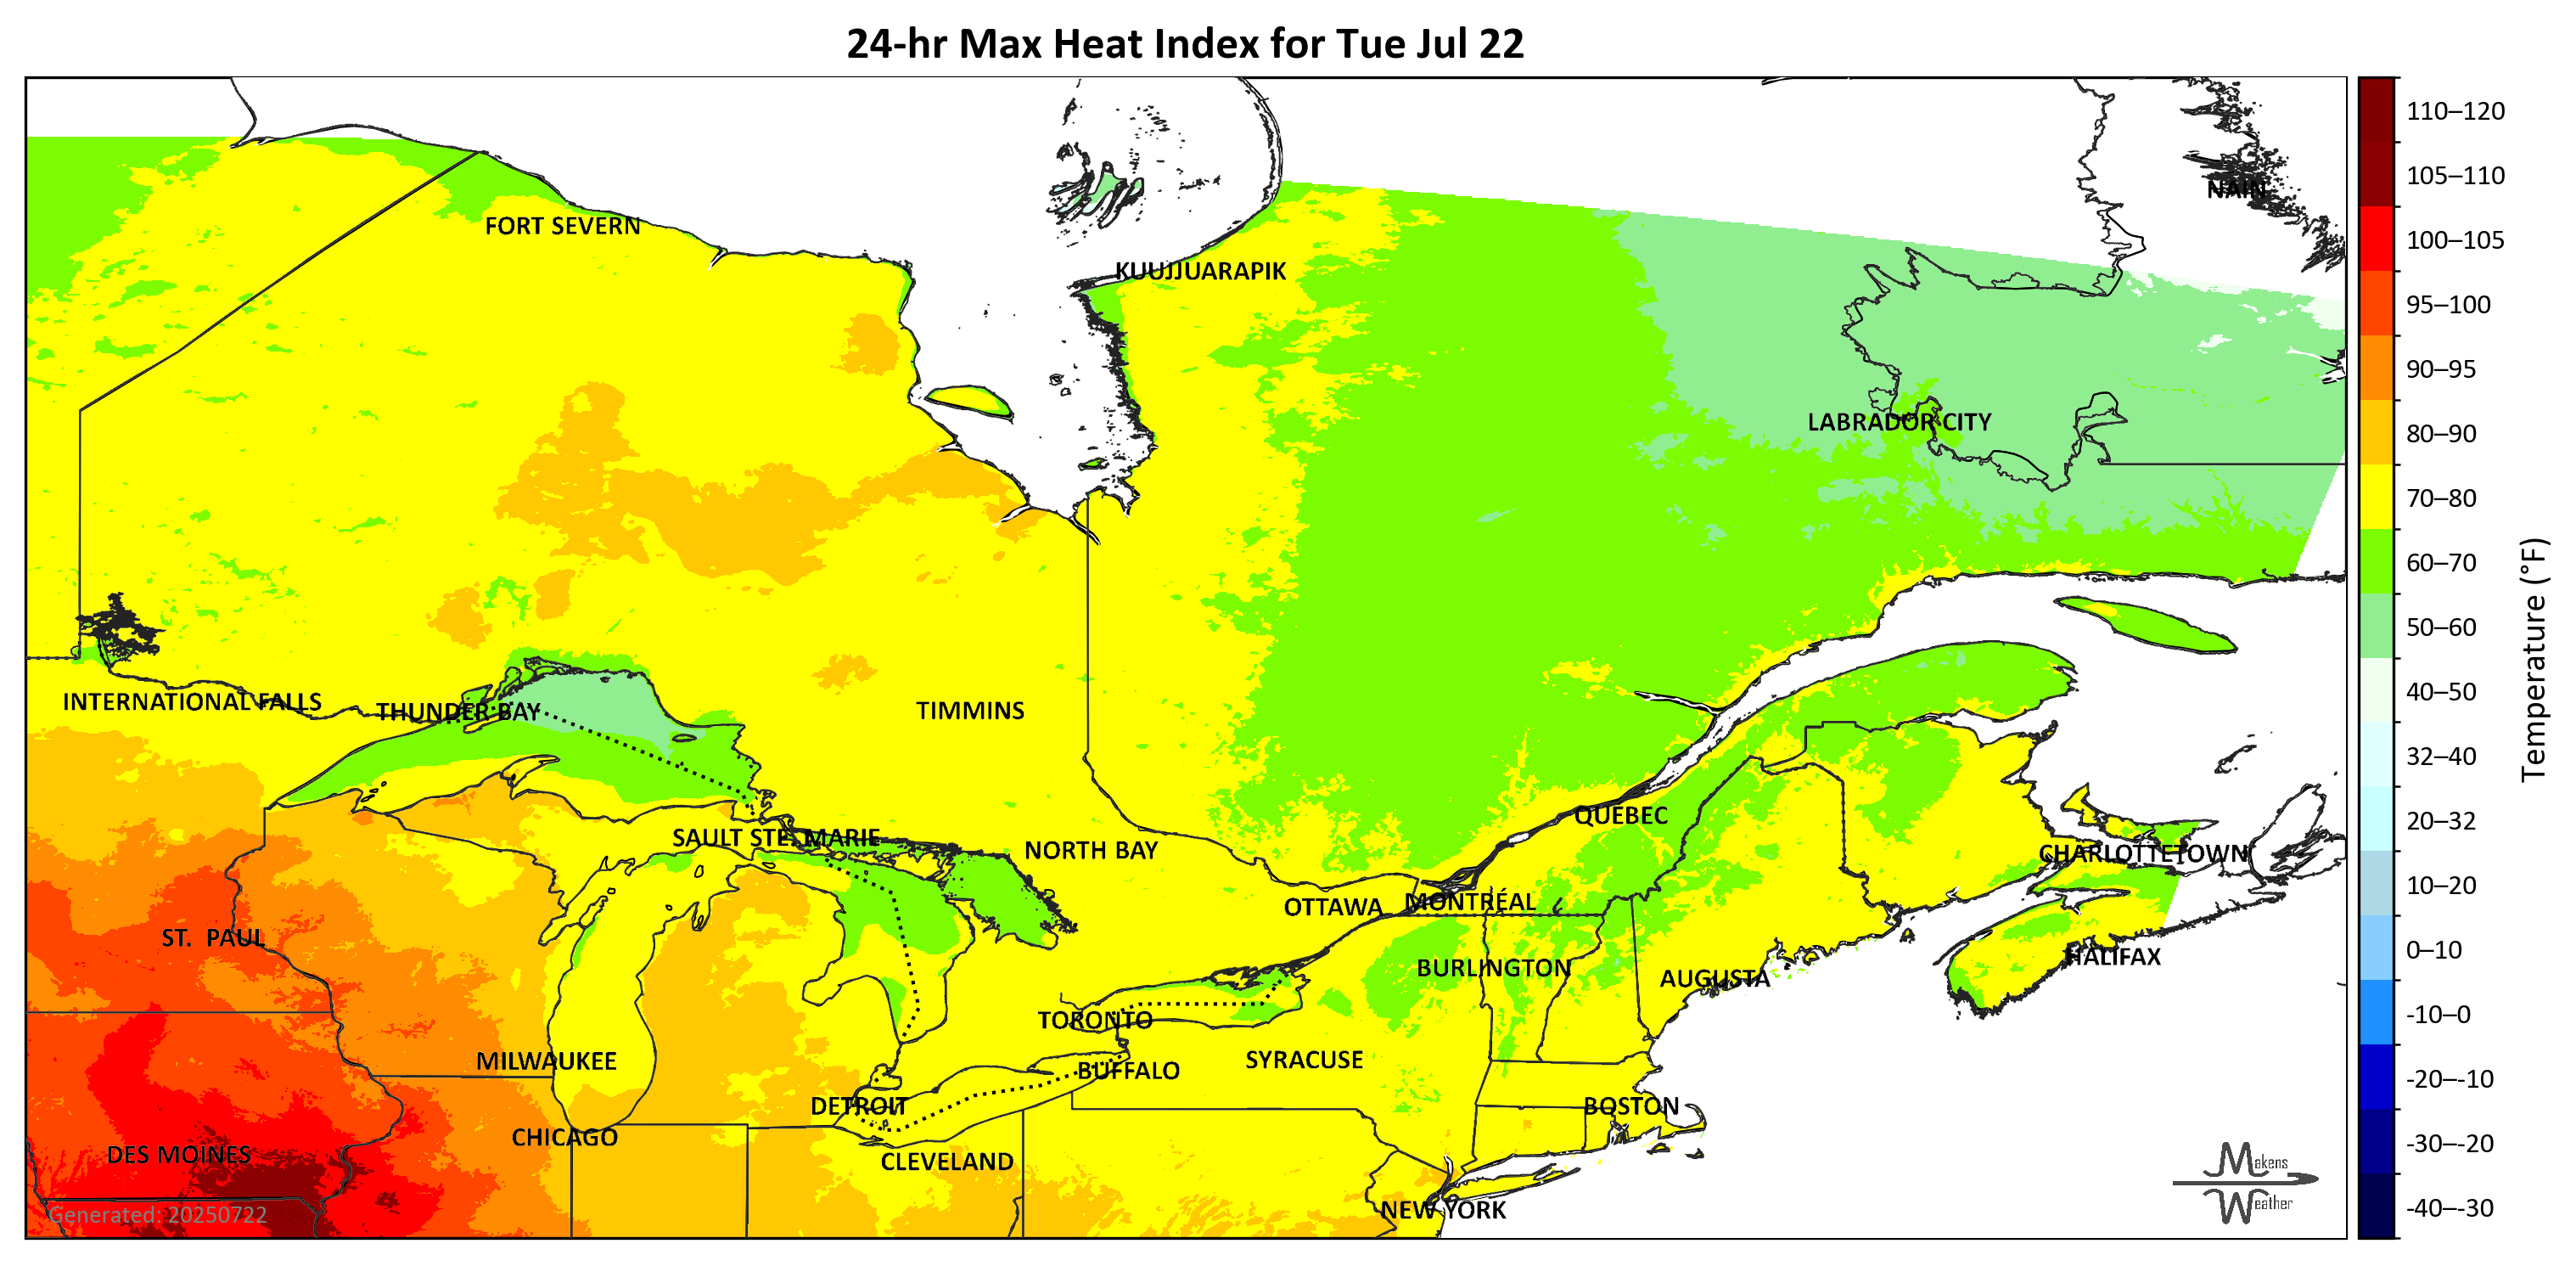 24-hr Max Heat Index for Tue Jul 22
110–120
105–110
100–105
95–100
90–95
80–90
70–80
60–70
50–60
40–50
32–40
20–32
10–20
0–10
-10–0
-20–-10
-30–-20
-40–-30
Temperature (°F)
NAIN
FORT SEVERN
KUUJJUARAPIK
LABRADOR CITY
INTERNATIONAL FALLS
THUNDER BAY
TIMMINS
QUEBEC
SAULT STE. MARIE
NORTH BAY
CHARLOTTETOWN
OTTAWA
MONTRÉAL
ST. PAUL
HALIFAX
BURLINGTON
AUGUSTA
TORONTO
MILWAUKEE
SYRACUSE
BUFFALO
DETROIT
BOSTON
CHICAGO
DES MOINES
CLEVELAND
NEW YORK
Generated: 20250722
Makens
Weather